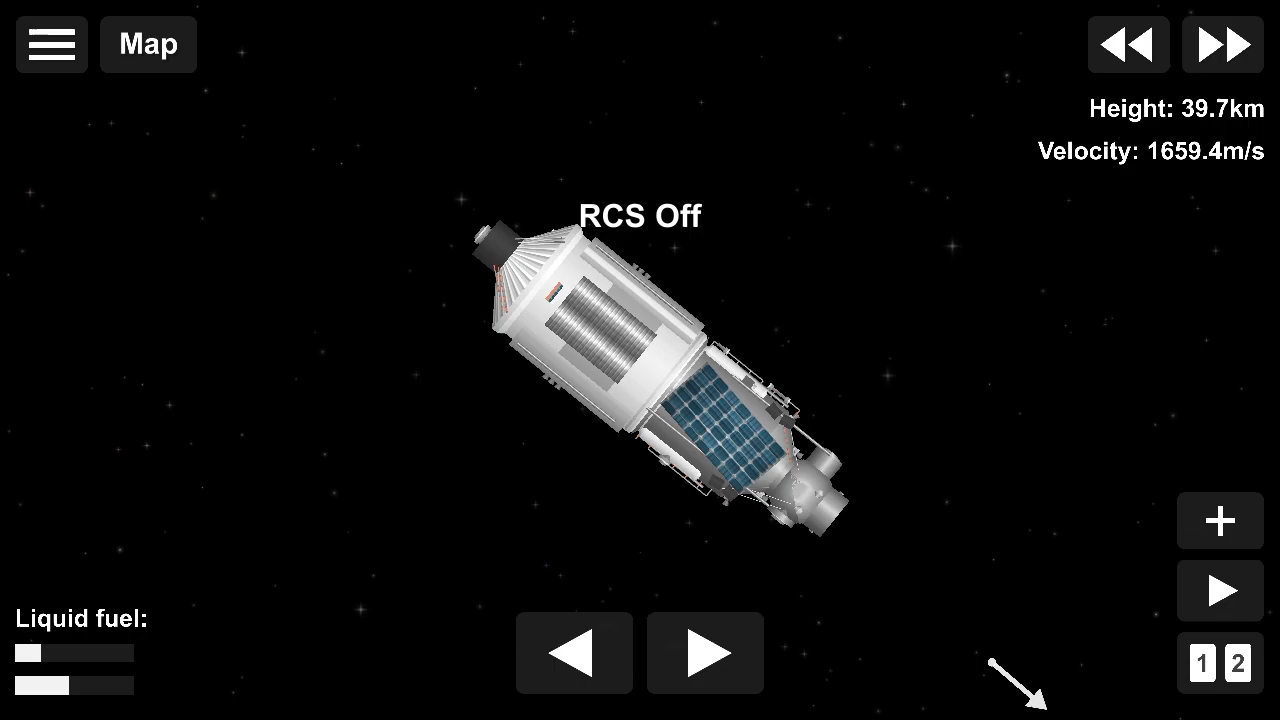 Map
Height: 39.7km
Velocity: 1659.4m/s
RCS Off
Liquid fuel:
1 2